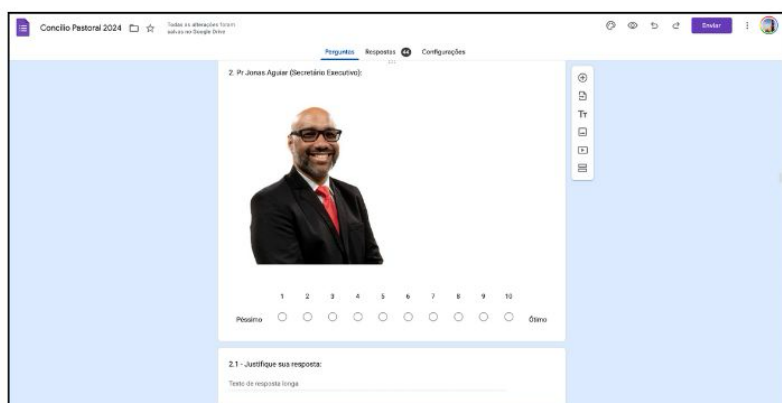 Concílio Pastoral 2024
Todas as alterações foram
salvas no Google Drive
Enviar
Perguntas Respostas 44 Configurações
2. Pr Jonas Aguiar (Secretário Executivo):
Tт
1 2 3 4 5 6 7 8 9 10
Péssimo Ótimo
2.1 - Justifique sua resposta:
Texto de resposta longa